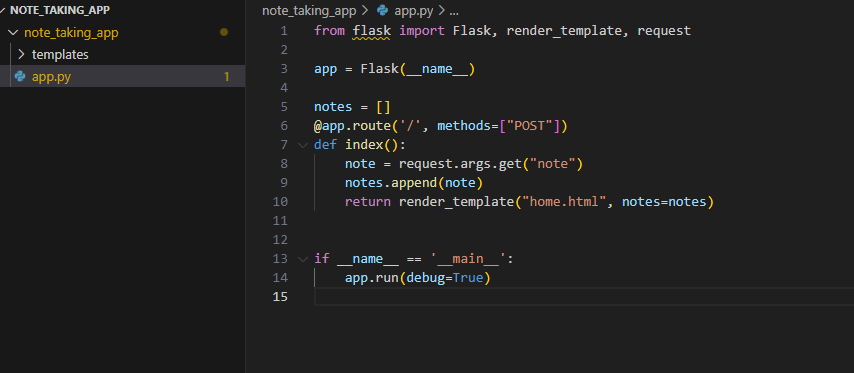 NOTE_TAKING_APP
note_taking_app
templates
app.py 1
note_taking_app > app.py > ...
1 from flask import Flask, render_template, request
2
3 app = Flask(__name__)
4
5 notes = []
6 @app.route('/', methods=["POST"])
7 def index():
8     note = request.args.get("note")
9     notes.append(note)
10     return render_template("home.html", notes=notes)
11
12
13 if __name__ == '__main__':
14     app.run(debug=True)
15